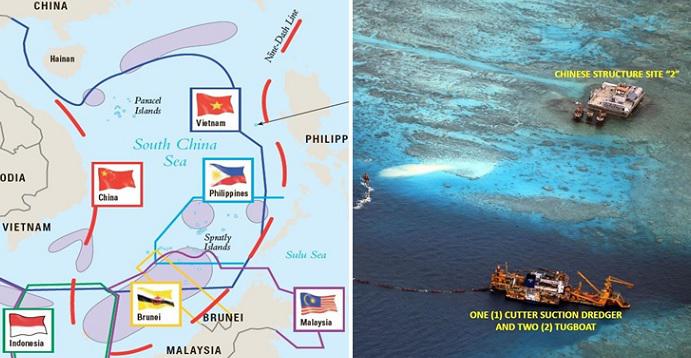 CHINA
Hainan
Nine-Dash Line
Paracel
Islands
Vietnam
South China
Sea
PHILIPP
ODIA
China
Philippines
VIETNAM
Spratly
Islands
Sulu Sea
Brunei
BRUNEI
Malaysia
Indonesia
MALAYSIA
CHINESE STRUCTURE SITE "2"
ONE (1) CUTTER SUCTION DREDGER
AND TWO (2) TUGBOAT